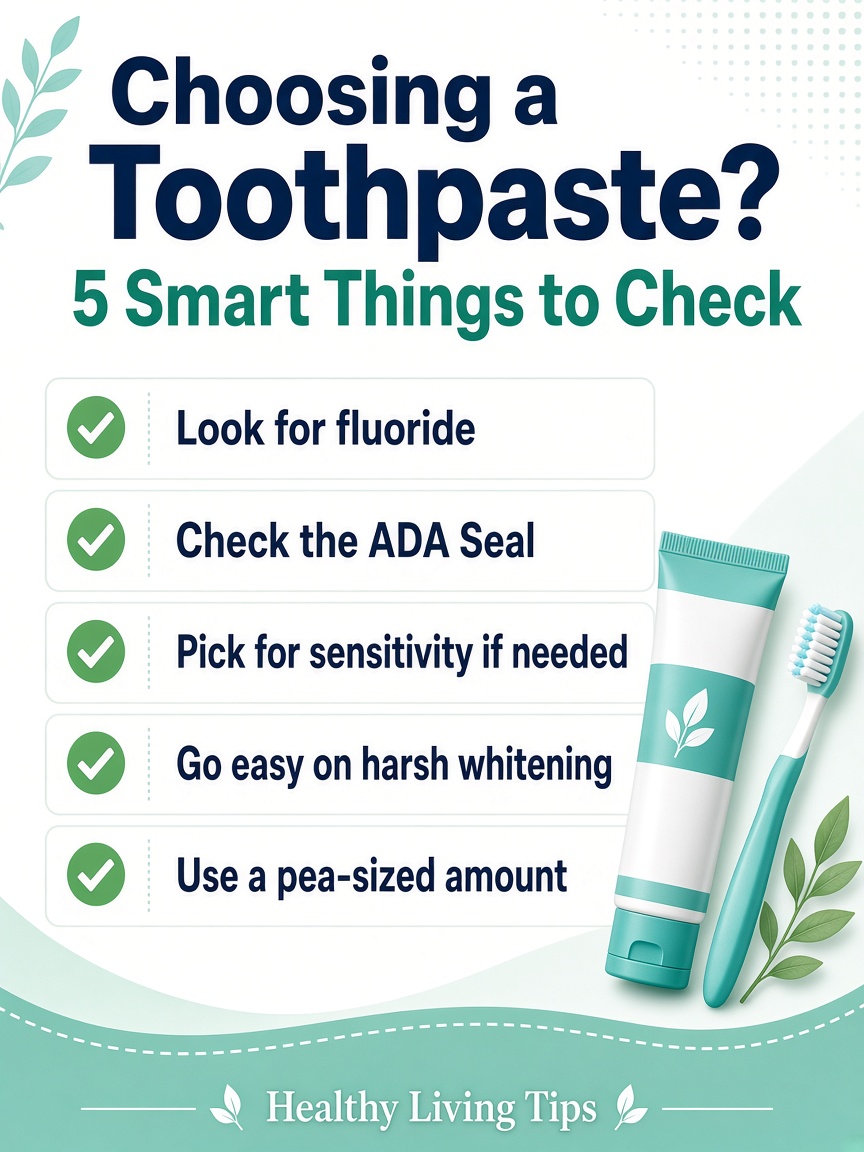 Choosing a
Toothpaste?
5 Smart Things to Check
Look for fluoride
Check the ADA Seal
Pick for sensitivity if needed
Go easy on harsh whitening
Use a pea-sized amount
Healthy Living Tips